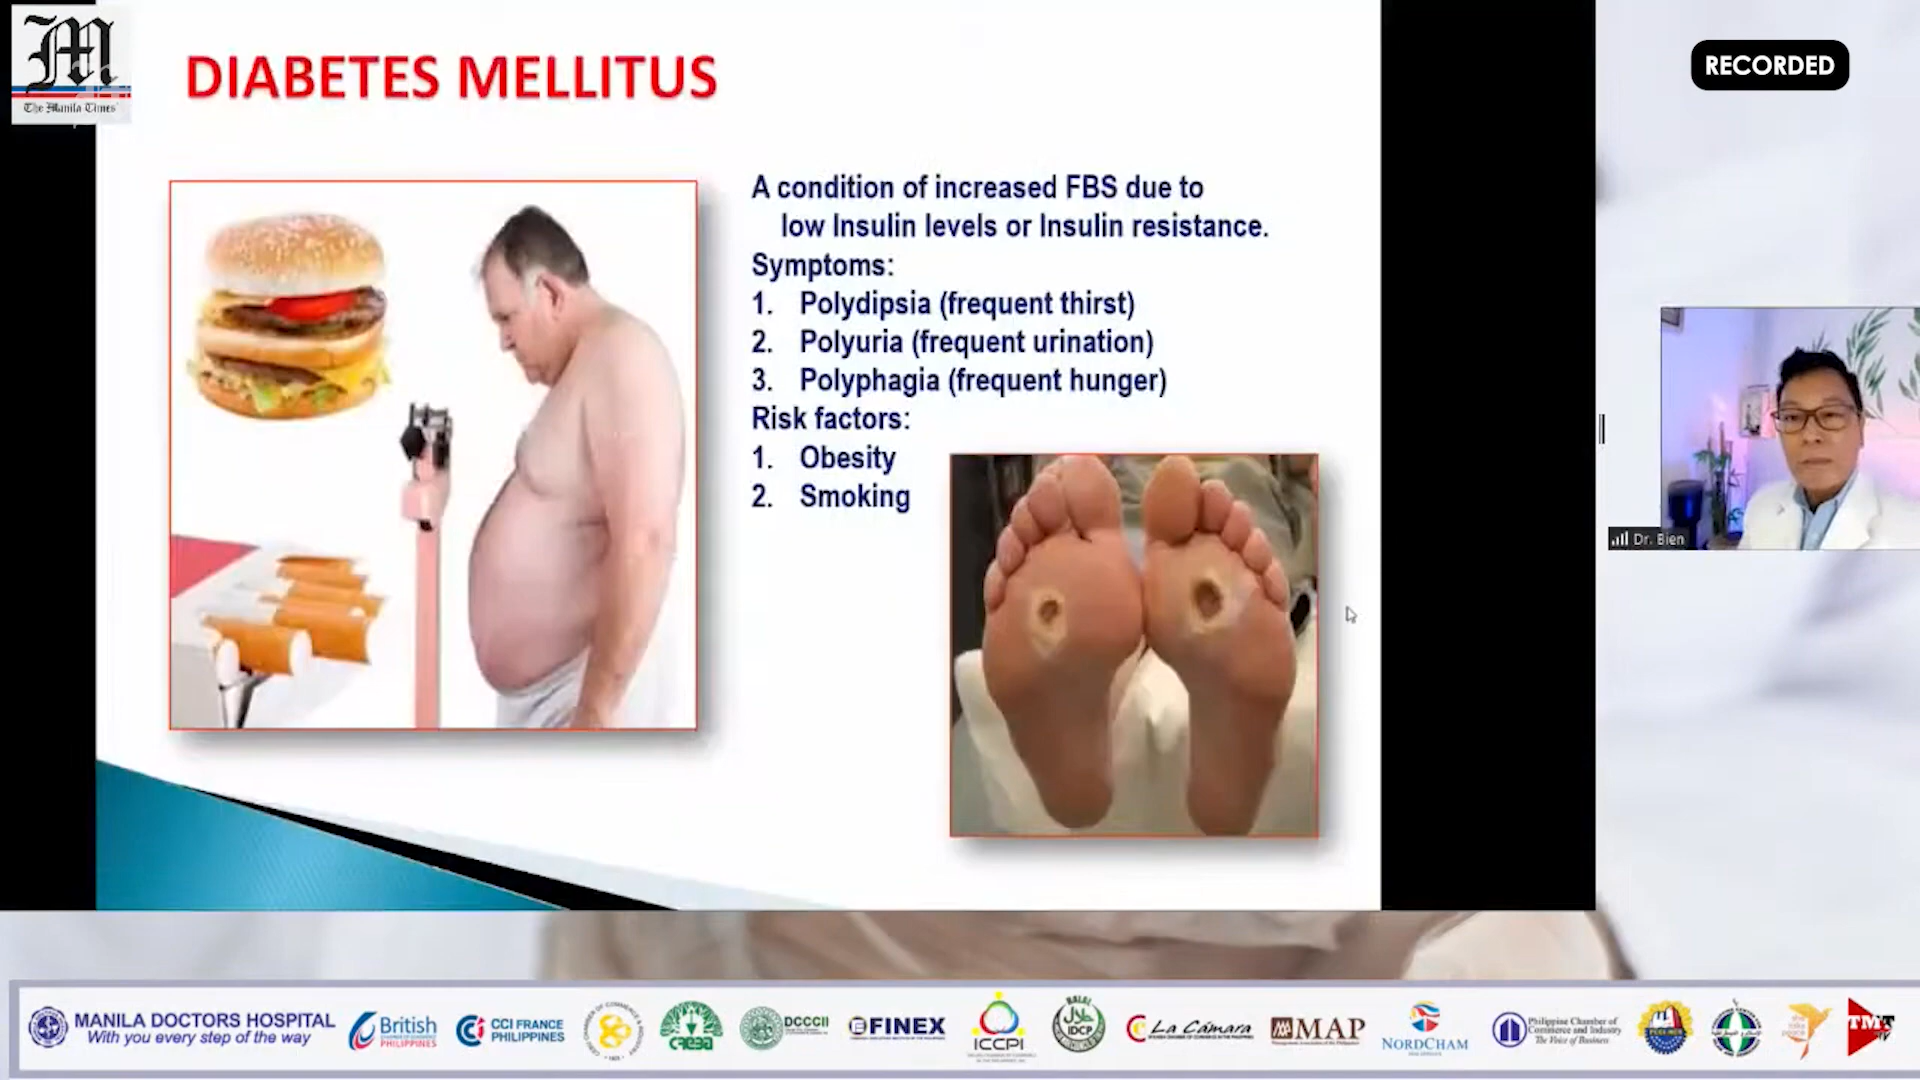 The Manila Times
RECORDED
DIABETES MELLITUS
A condition of increased FBS due to
low Insulin levels or Insulin resistance.
Symptoms:
1. Polydipsia (frequent thirst)
2. Polyuria (frequent urination)
3. Polyphagia (frequent hunger)
Risk factors:
1. Obesity
2. Smoking
Dr. Bien
MANILA DOCTORS HOSPITAL
With you every step of the way
British
PHILIPPINES
CCI FRANCE
PHILIPPINES
CREBA
DCCCII
FINEX
ICCPI
HALAL
IDCP
La Cámara
MAP
NORDCHAM
Philippine Chamber of
Commerce and Industry
The Voice of Business
TMT
TV